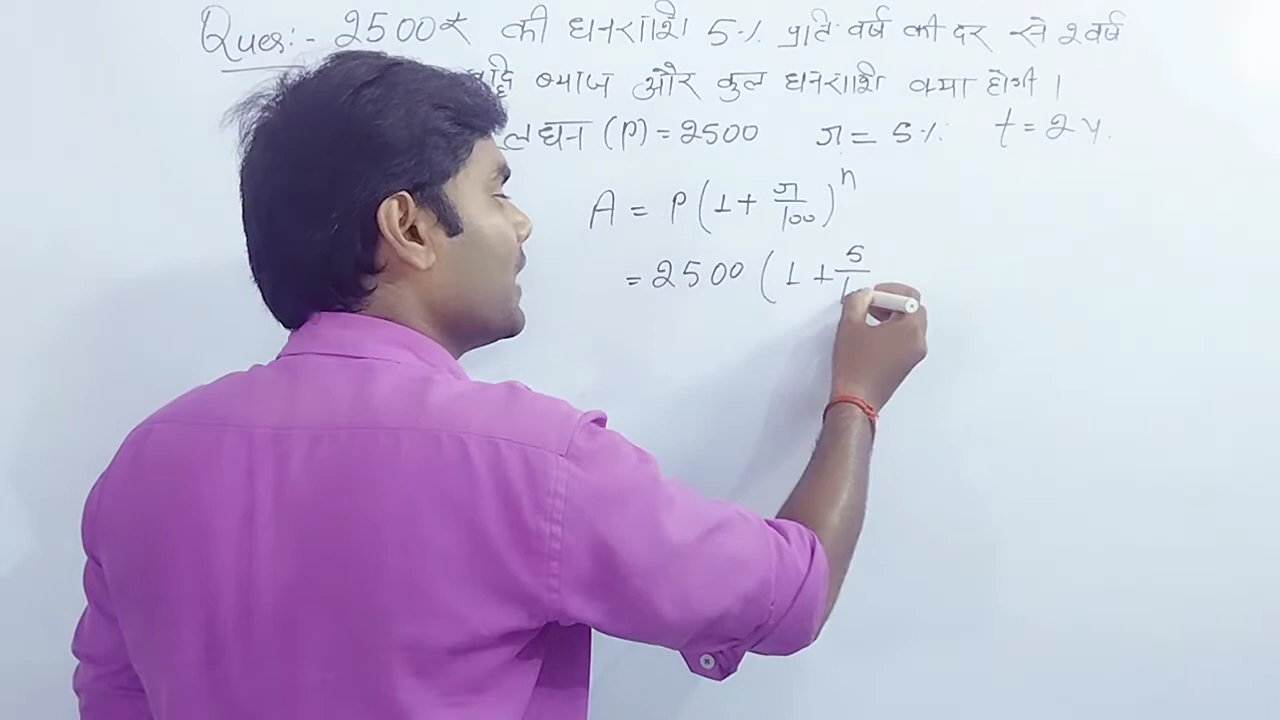 Ques:- 2500₹ की धनराशि 5% प्रति वर्ष की दर से 2 वर्ष
ब्याज और कुल धनराशि क्या होगी।
(P) = 2500 r = 5% t = 2 y.
A = P(1 + r/100)^n
= 2500 (1 + 5/